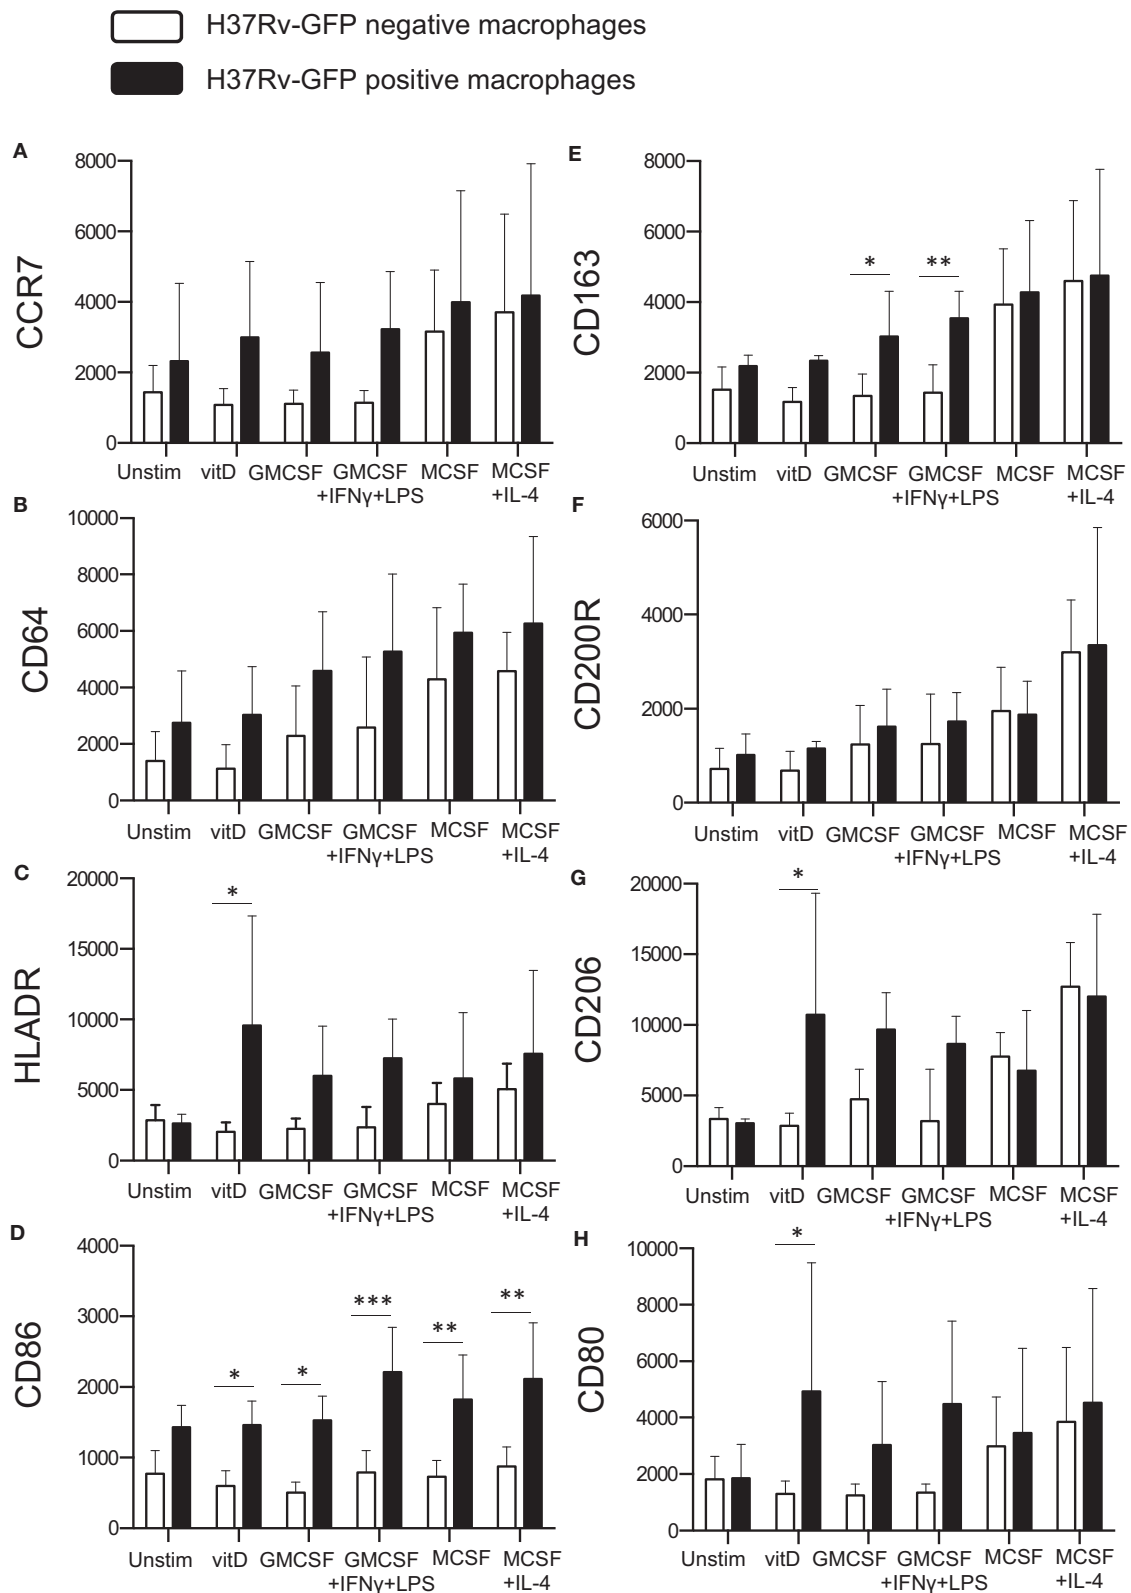 H37Rv-GFP negative macrophages
H37Rv-GFP positive macrophages
A
CCR7
8000
6000
4000
2000
0
Unstim vitD GMCSF GMCSF MCSF MCSF
+IFNγ+LPS +IL-4
E
CD163
8000
6000
4000
2000
0
* **
Unstim vitD GMCSF GMCSF MCSF MCSF
+IFNγ+LPS +IL-4
B
CD64
10000
8000
6000
4000
2000
0
Unstim vitD GMCSF GMCSF MCSF MCSF
+IFNγ+LPS +IL-4
F
CD200R
6000
4000
2000
0
Unstim vitD GMCSF GMCSF MCSF MCSF
+IFNγ+LPS +IL-4
C
HLADR
20000
15000
10000
5000
0
*
Unstim vitD GMCSF GMCSF MCSF MCSF
+IFNγ+LPS +IL-4
G
CD206
20000
15000
10000
5000
0
*
Unstim vitD GMCSF GMCSF MCSF MCSF
+IFNγ+LPS +IL-4
D
CD86
4000
3000
2000
1000
0
* * *** ** **
Unstim vitD GMCSF GMCSF MCSF MCSF
+IFNγ+LPS +IL-4
H
CD80
10000
8000
6000
4000
2000
0
*
Unstim vitD GMCSF GMCSF MCSF MCSF
+IFNγ+LPS +IL-4